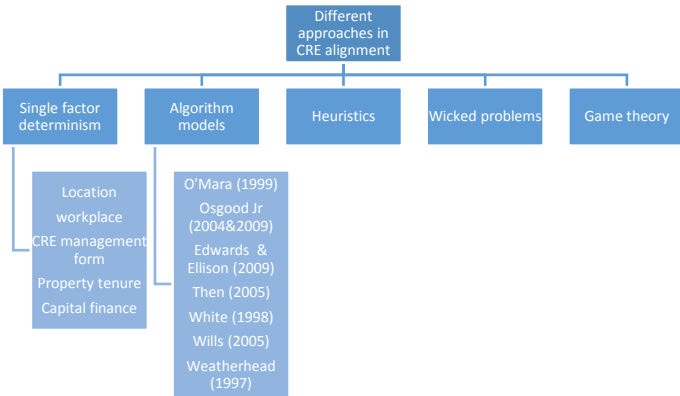 Different
approaches in
CRE alignment
Single factor
determinism
Algorithm
models
Heuristics
Wicked problems
Game theory
Location
workplace
CRE management
form
Property tenure
Capital finance
O'Mara (1999)
Osgood Jr
(2004&2009)
Edwards &
Ellison (2009)
Then (2005)
White (1998)
Wills (2005)
Weatherhead
(1997)